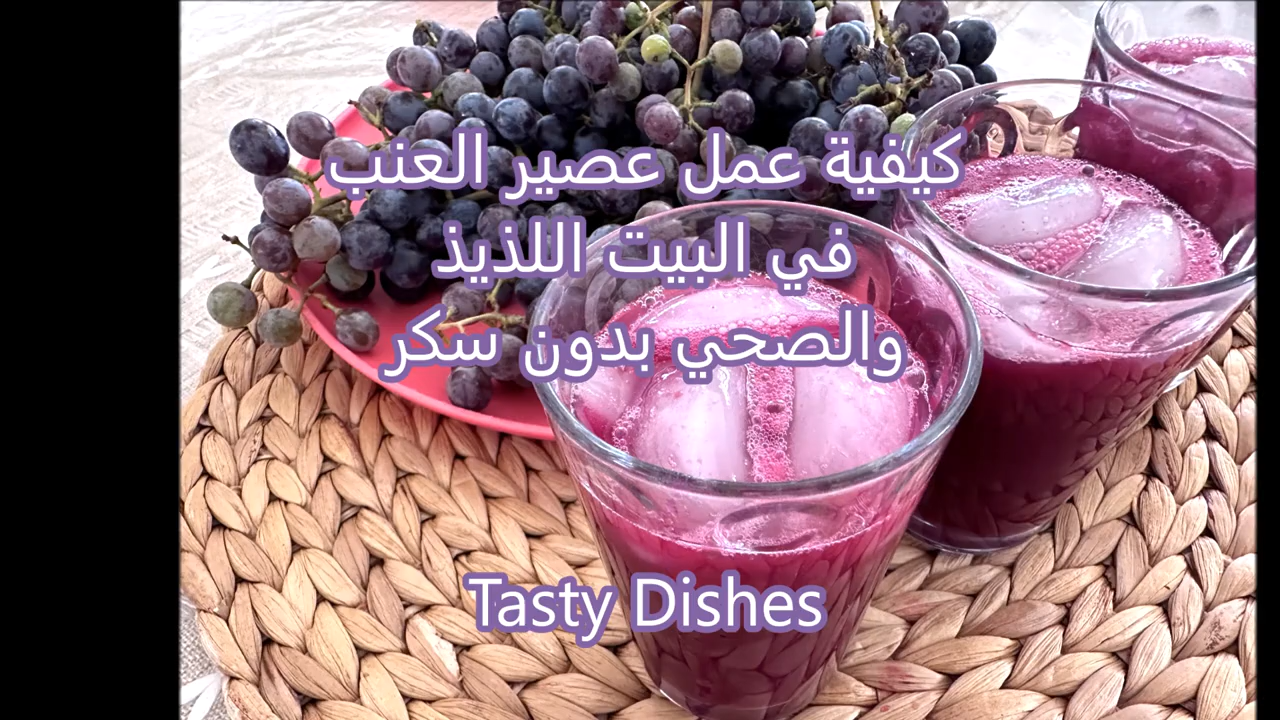 كيفية عمل عصير العنب
في البيت اللذيذ
والصحي بدون سكر
Tasty Dishes